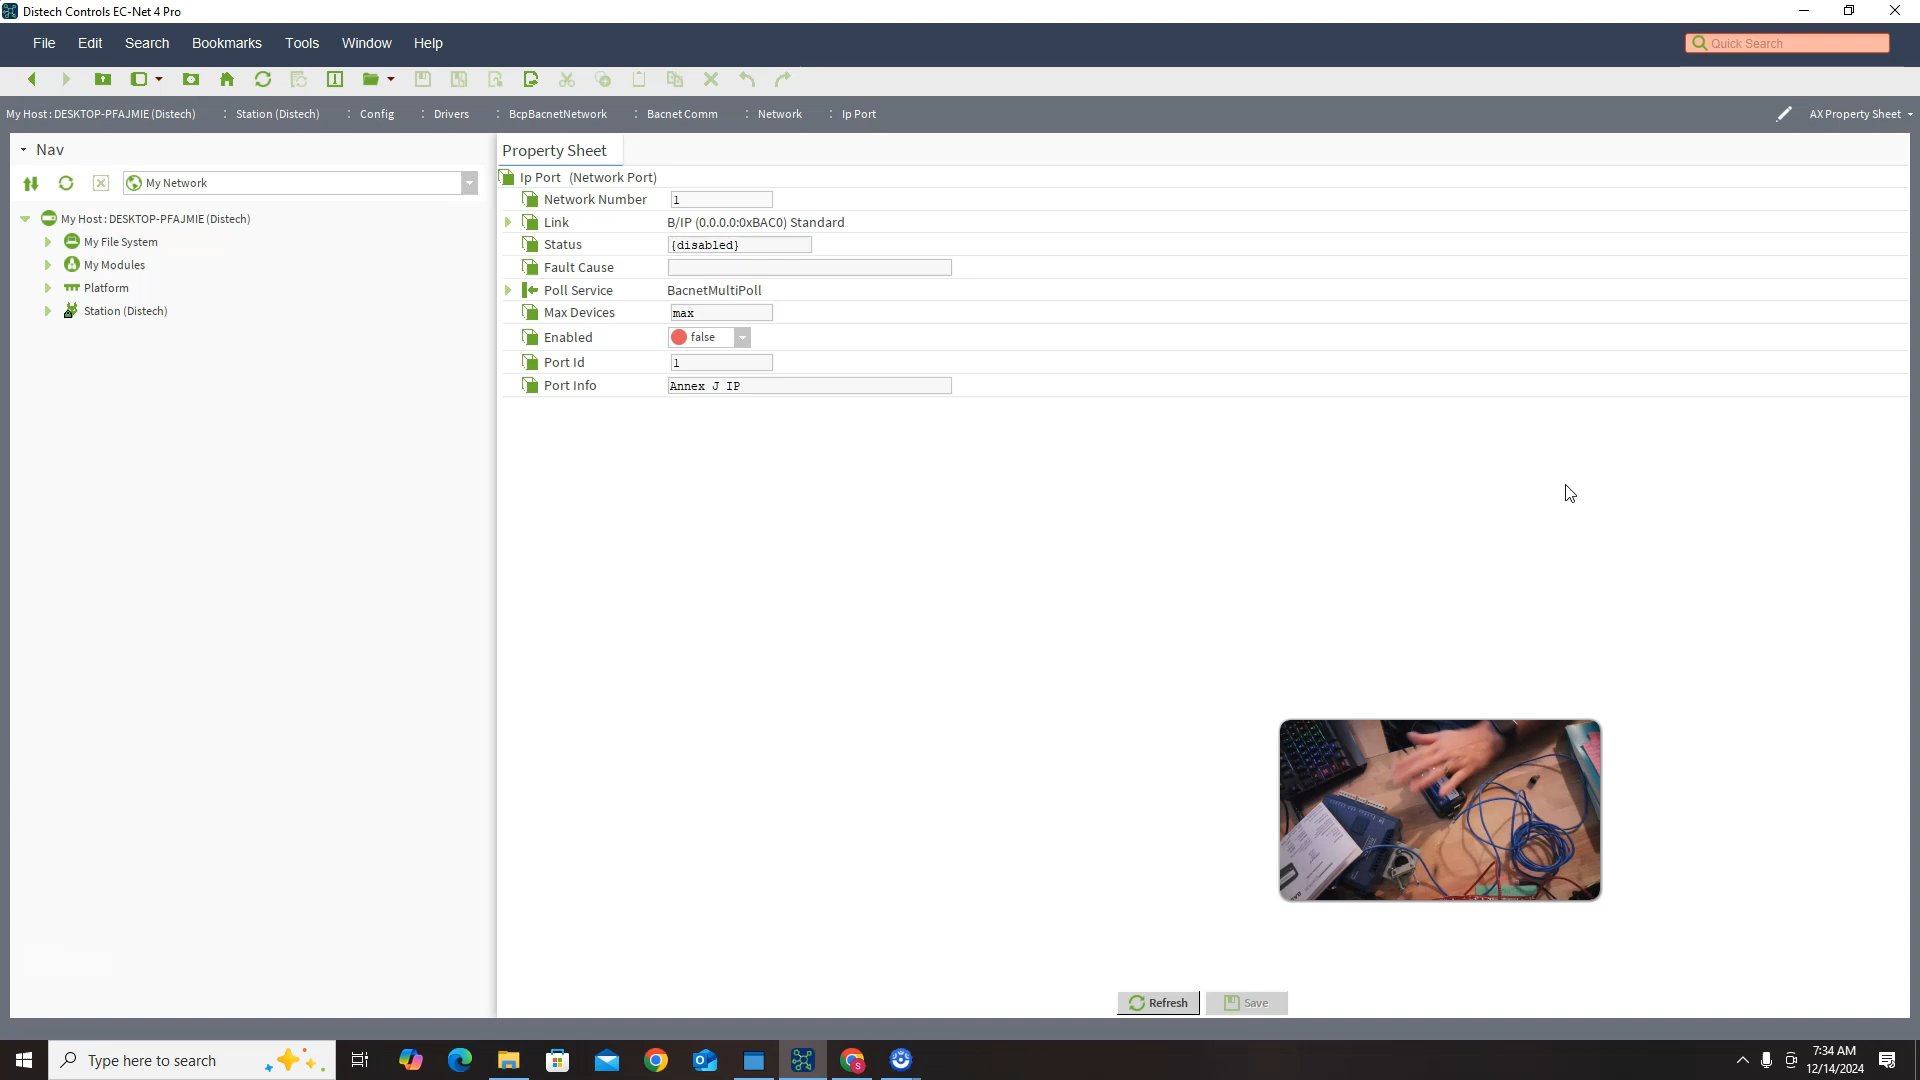 Distech Controls EC-Net 4 Pro
File Edit Search Bookmarks Tools Window Help
Quick Search
My Host : DESKTOP-PFAJMIE (Distech) : Station (Distech) : Config : Drivers : BcpBacnetNetwork : Bacnet Comm : Network : Ip Port
AX Property Sheet
Nav
My Network
My Host : DESKTOP-PFAJMIE (Distech)
My File System
My Modules
Platform
Station (Distech)
Property Sheet
Ip Port (Network Port)
Network Number 1
Link B/IP (0.0.0.0:0xBAC0) Standard
Status {disabled}
Fault Cause
Poll Service BacnetMultiPoll
Max Devices max
Enabled false
Port Id 1
Port Info Annex J IP
Refresh Save
Type here to search
7:34 AM
12/14/2024